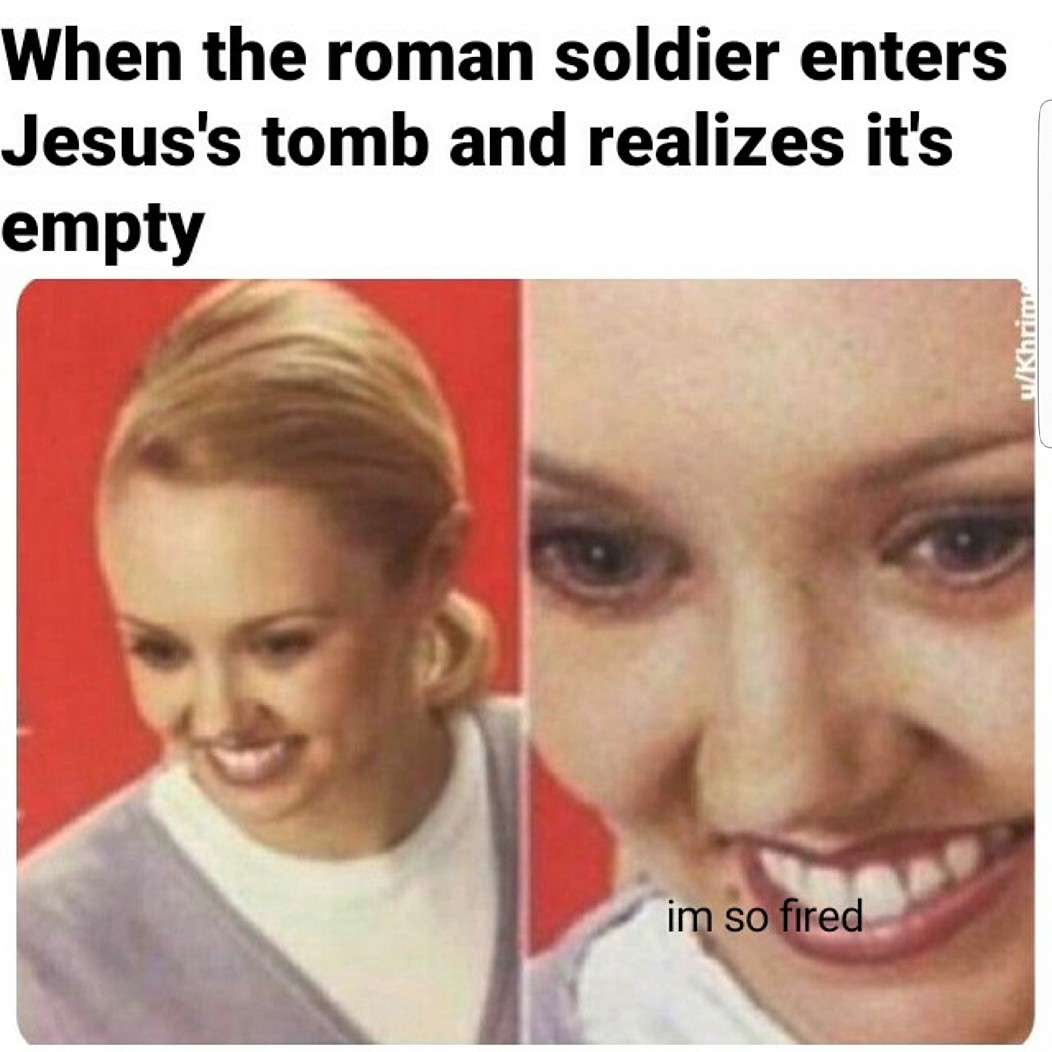 When the roman soldier enters
Jesus's tomb and realizes it's
empty
im so fired